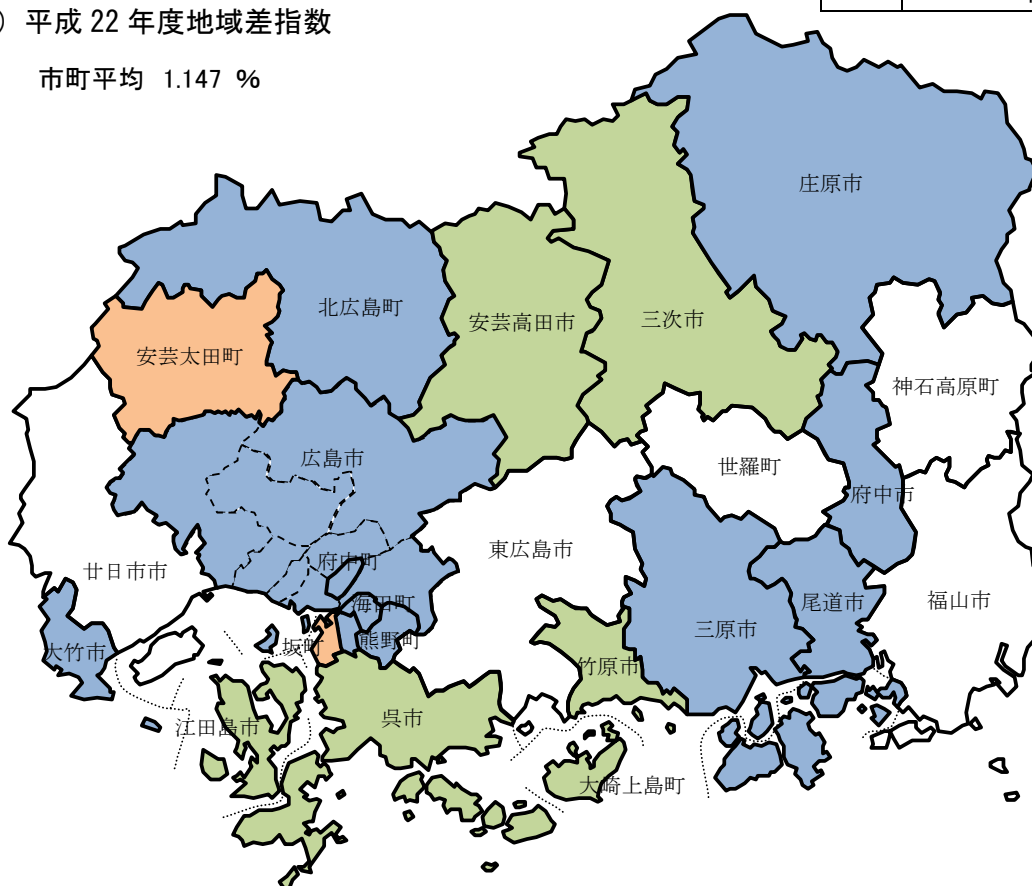 ) 平成 22 年度地域差指数
市町平均 1.147 %
庄原市
北広島町
安芸高田市
三次市
安芸太田町
神石高原町
広島市
世羅町
府中市
東広島市
府中町
廿日市市
海田町
尾道市
福山市
三原市
坂町
熊野町
大竹市
竹原市
呉市
江田島市
大崎上島町